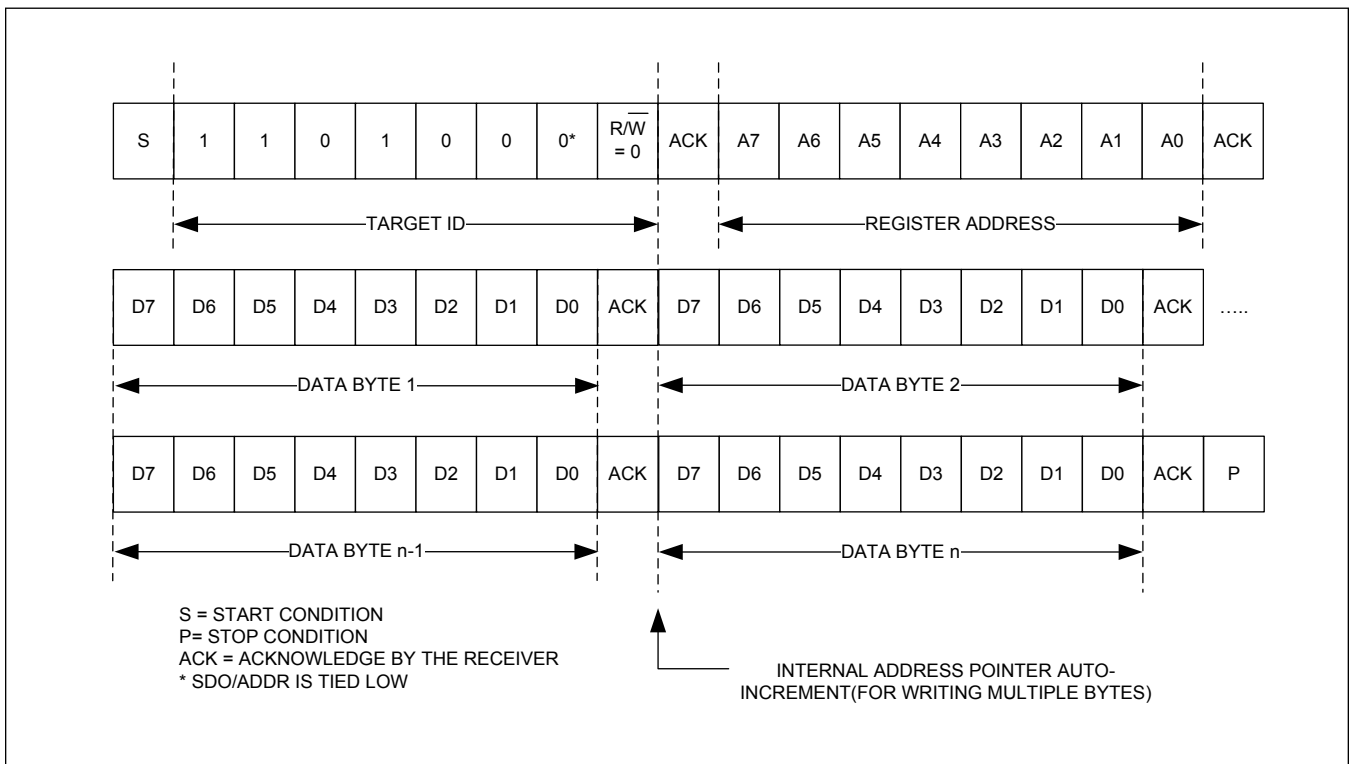 S 1 1 0 1 0 0 0* R/W̅ = 0 ACK A7 A6 A5 A4 A3 A2 A1 A0 ACK
TARGET ID REGISTER ADDRESS
D7 D6 D5 D4 D3 D2 D1 D0 ACK D7 D6 D5 D4 D3 D2 D1 D0 ACK .....
DATA BYTE 1 DATA BYTE 2
D7 D6 D5 D4 D3 D2 D1 D0 ACK D7 D6 D5 D4 D3 D2 D1 D0 ACK P
DATA BYTE n-1 DATA BYTE n
S = START CONDITION
P= STOP CONDITION
ACK = ACKNOWLEDGE BY THE RECEIVER
* SDO/ADDR IS TIED LOW
INTERNAL ADDRESS POINTER AUTO-
INCREMENT(FOR WRITING MULTIPLE BYTES)